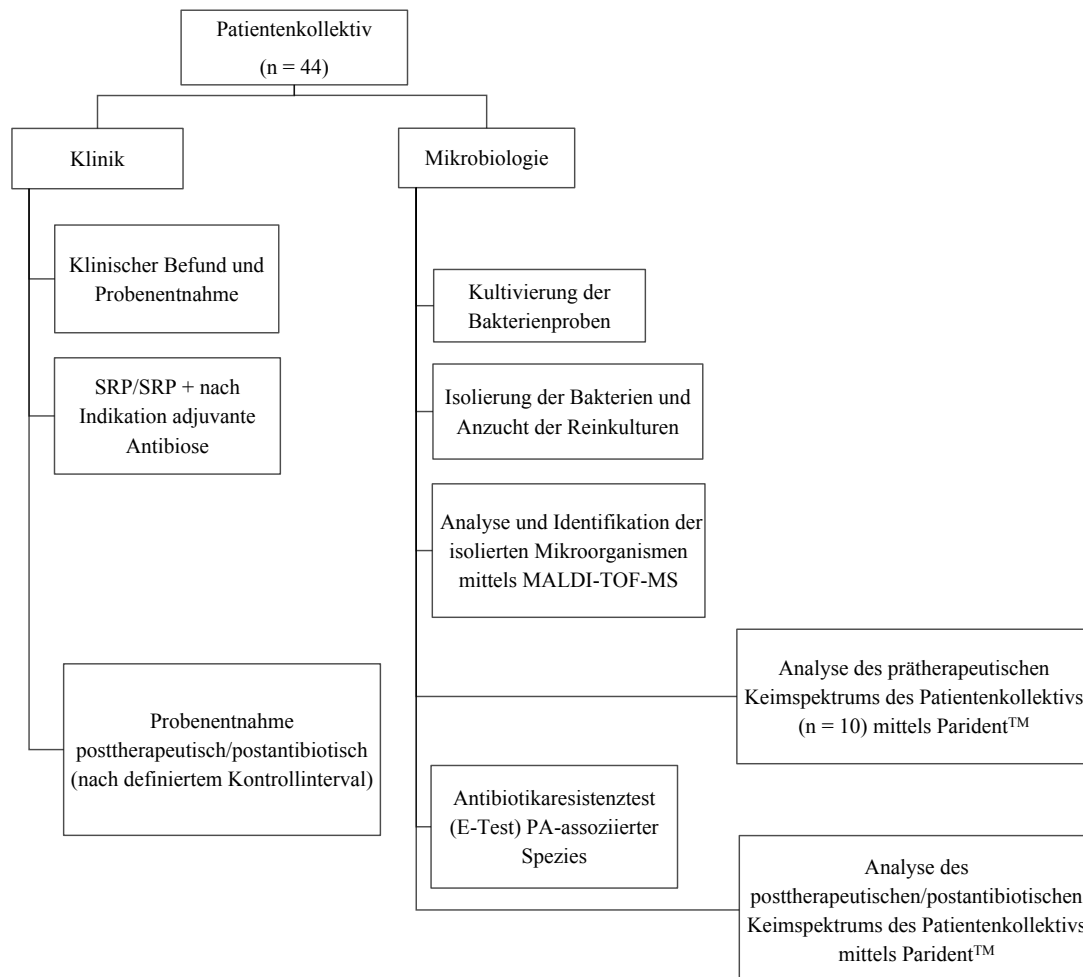 Patientenkollektiv
(n = 44)
Klinik
Mikrobiologie
Klinischer Befund und
Probenentnahme
SRP/SRP + nach
Indikation adjuvante
Antibiose
Probenentnahme
posttherapeutisch/postantibiotisch
(nach definiertem Kontrollinterval)
Kultivierung der
Bakterienproben
Isolierung der Bakterien und
Anzucht der Reinkulturen
Analyse und Identifikation der
isolierten Mikroorganismen
mittels MALDI-TOF-MS
Analyse des prätherapeutischen
Keimspektrums des Patientenkollektivs
(n = 10) mittels Parident™
Antibiotikaresistenztest
(E-Test) PA-assoziierter
Spezies
Analyse des
posttherapeutischen/postantibiotischen
Keimspektrums des Patientenkollektivs
mittels Parident™